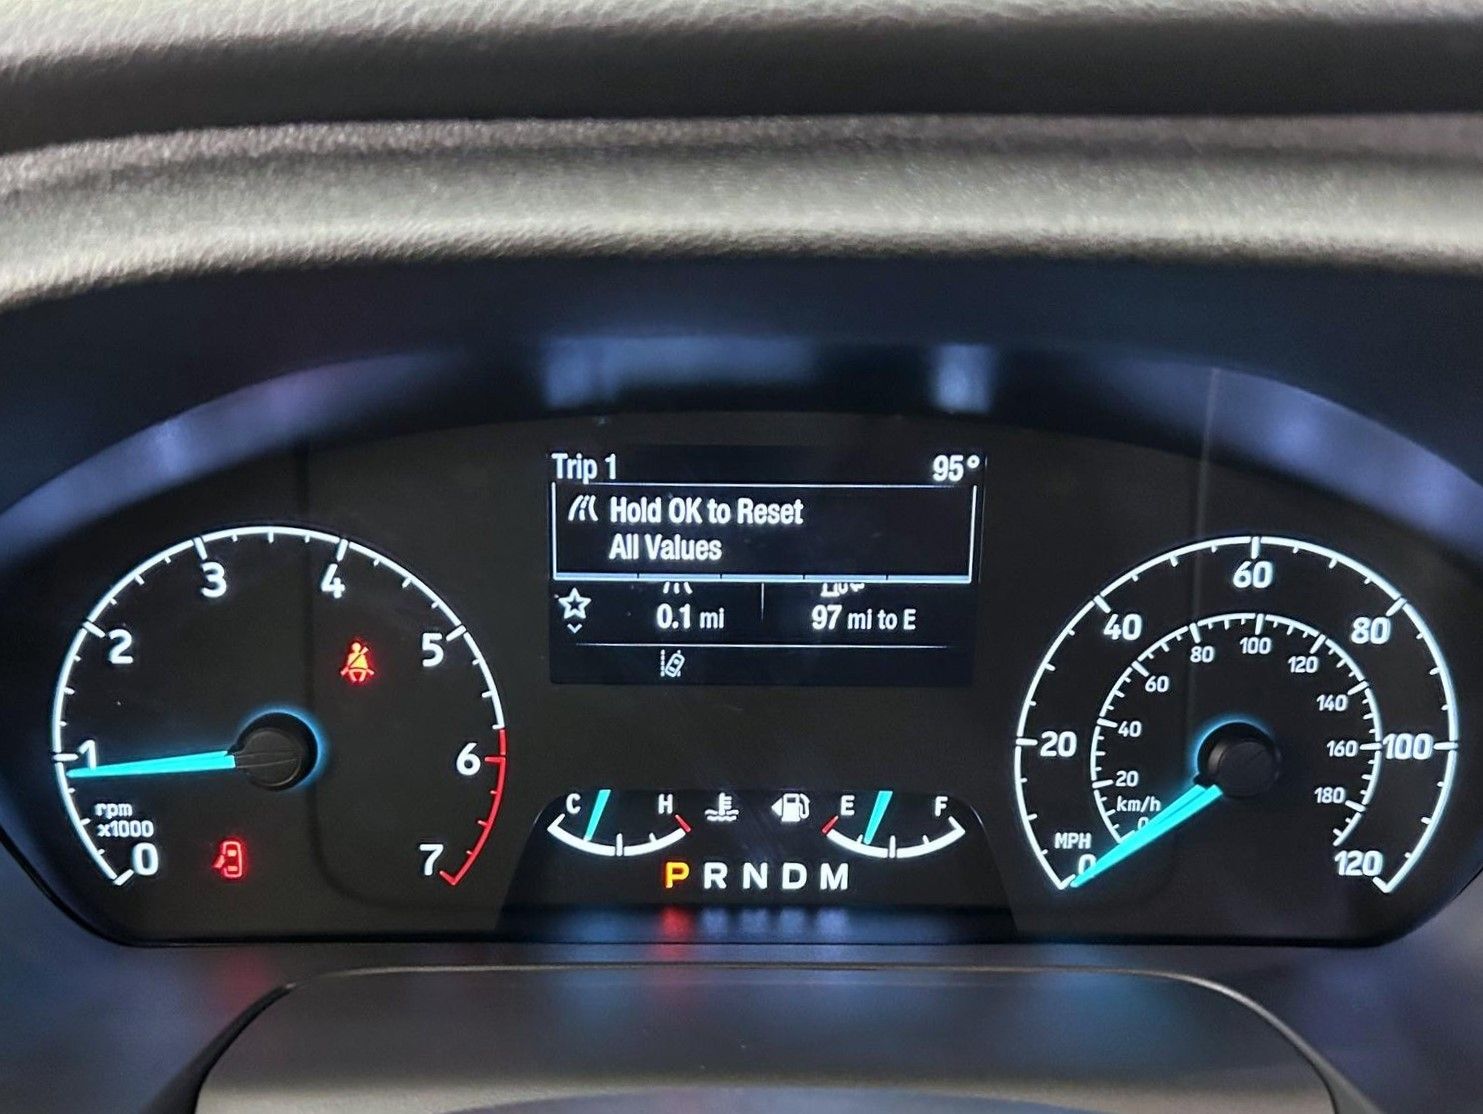 Trip 1 95°
Hold OK to Reset
All Values
0.1 mi 97 mi to E
0 1 2 3 4 5 6 7
rpm
x1000
C H E F
P R N D M
0 20 40 60 80 100 120
MPH
0 20 40 60 80 100 120 140 160 180
km/h